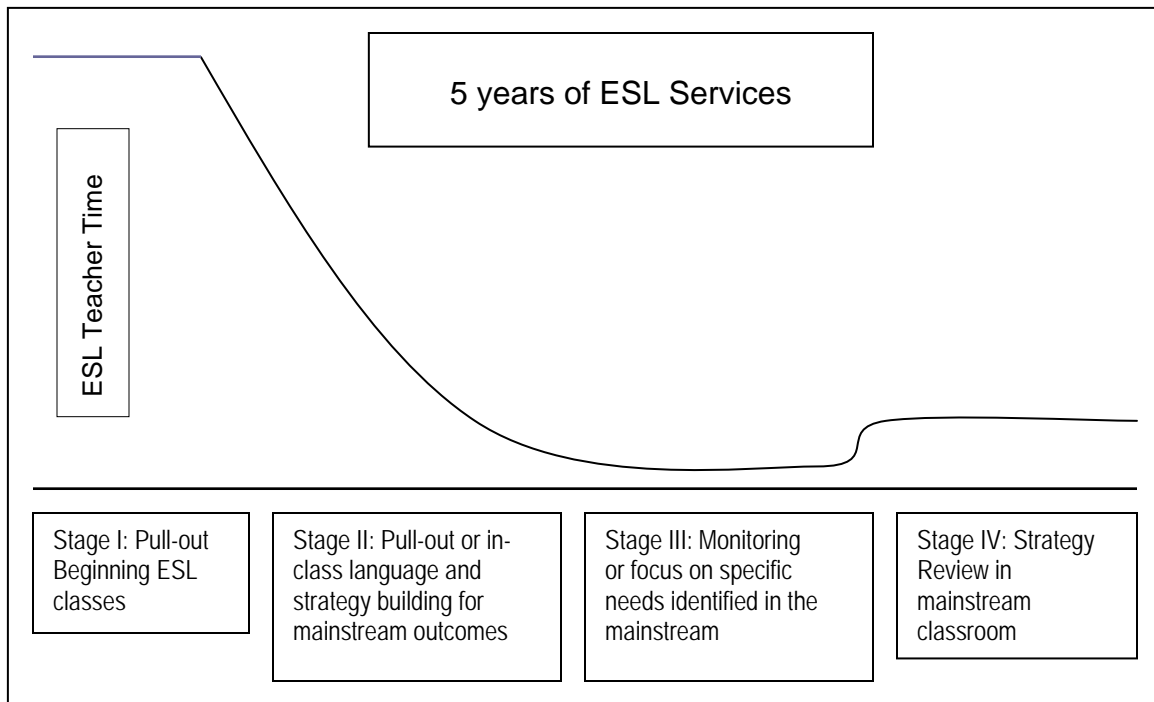 5 years of ESL Services
ESL Teacher Time
Stage I: Pull-out
Beginning ESL
classes
Stage II: Pull-out or in-
class language and
strategy building for
mainstream outcomes
Stage III: Monitoring
or focus on specific
needs identified in the
mainstream
Stage IV: Strategy
Review in
mainstream
classroom